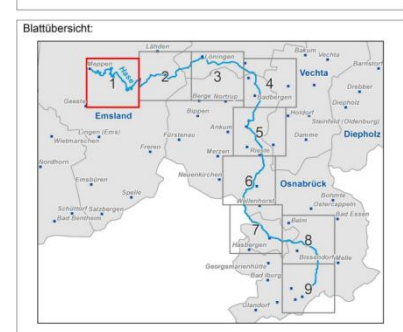 Blattübersicht:
Lähden
Löningen
Bakum
Vechta
Meppen
Hase
1
2
3
4
Vechta
Barnstorf
Geeste
Berge
Nortrup
Badbergen
Drebber
Diepholz
Emsland
Bippen
Holdorf
Steinfeld (Oldenburg)
Lingen (Ems)
Ankum
5
Damme
Diepholz
Wietmarschen
Fürstenau
Rieste
Freren
Merzen
Nordhorn
Neuenkirchen
6
Osnabrück
Emsbüren
Bohmte
Spelle
Wallenhorst
Ostercappeln
Schüttorf
Salzbergen
Bad Essen
Bad Bentheim
7
Belm
8
Hasbergen
Bissendorf
Melle
Georgsmarienhütte
Bad Iburg
9
Glandorf